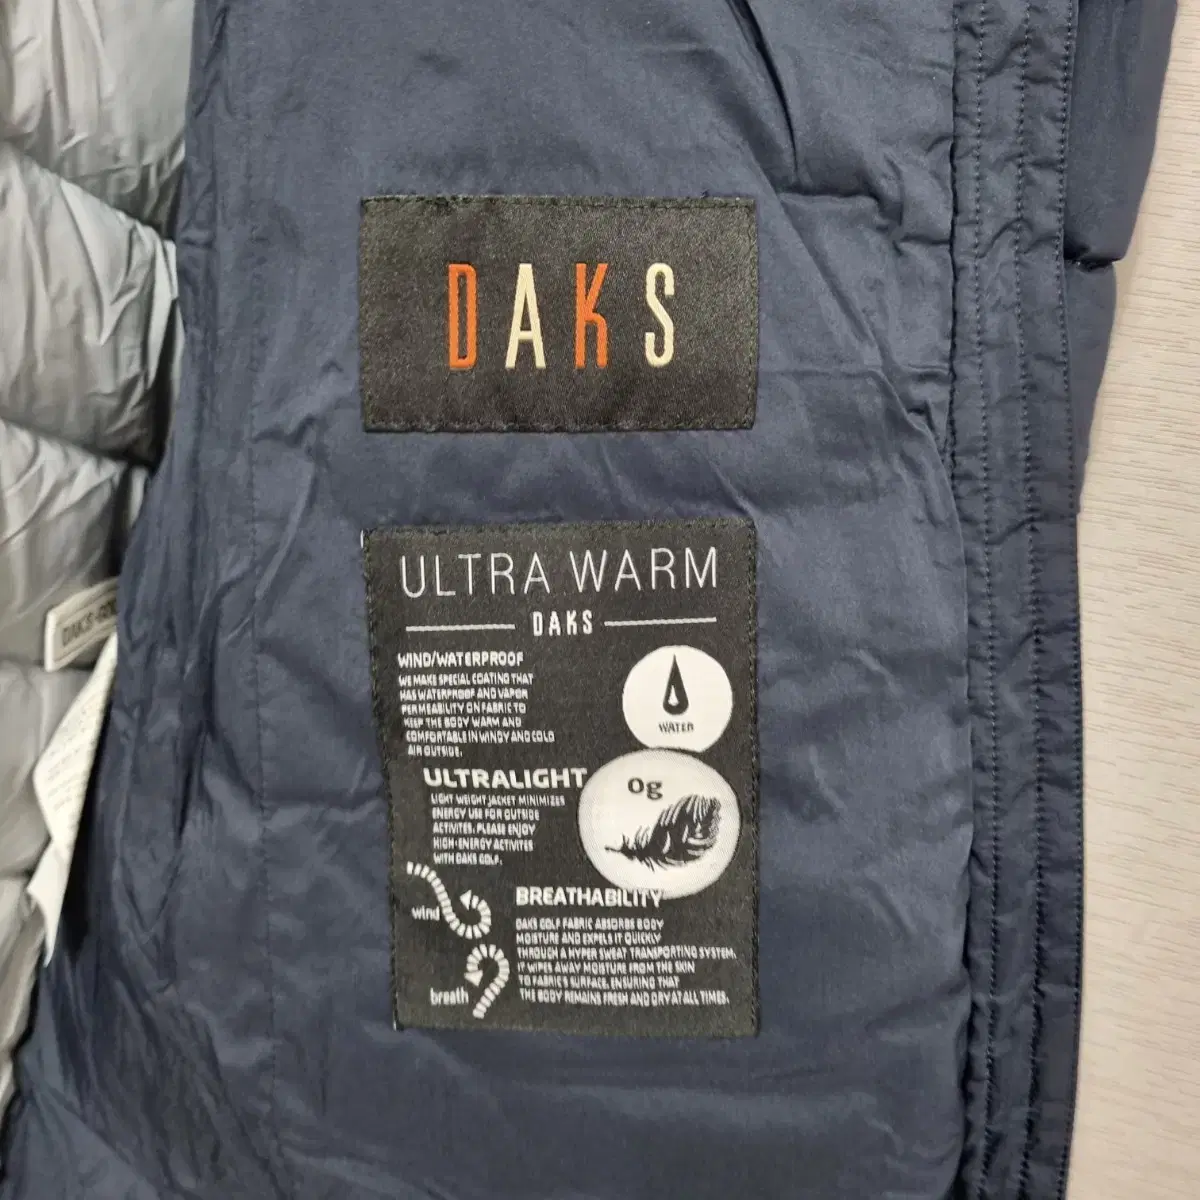 DAKS
ULTRA WARM
DAKS
WIND/WATERPROOF
WE MAKE SPECIAL COATING THAT
HAS WATERPROOF AND VAPOR
PERMEABILITY ON FABRIC TO
KEEP THE BODY WARM AND
COMFORTABLE IN WINDY AND COLD
AIR OUTSIDE.
WATER
ULTRALIGHT
LIGHT WEIGHT JACKET MINIMIZES
ENERGY USE FOR OUTSIDE
ACTIVITES. PLEASE ENJOY
HIGH-ENERGY ACTIVITES
WITH DAKS GOLF.
0g
wind
breath
BREATHABILITY
DAKS GOLF FABRIC ABSORBS BODY
MOISTURE AND EXPELS IT QUICKLY
THROUGH A HYPER SWEAT TRANSPORTING SYSTEM.
IT WIPES AWAY MOISTURE FROM THE SKIN
TO FABRIC'S SURFACE, ENSURING THAT
THE BODY REMAINS FRESH AND DRY AT ALL TIMES.
DAKS